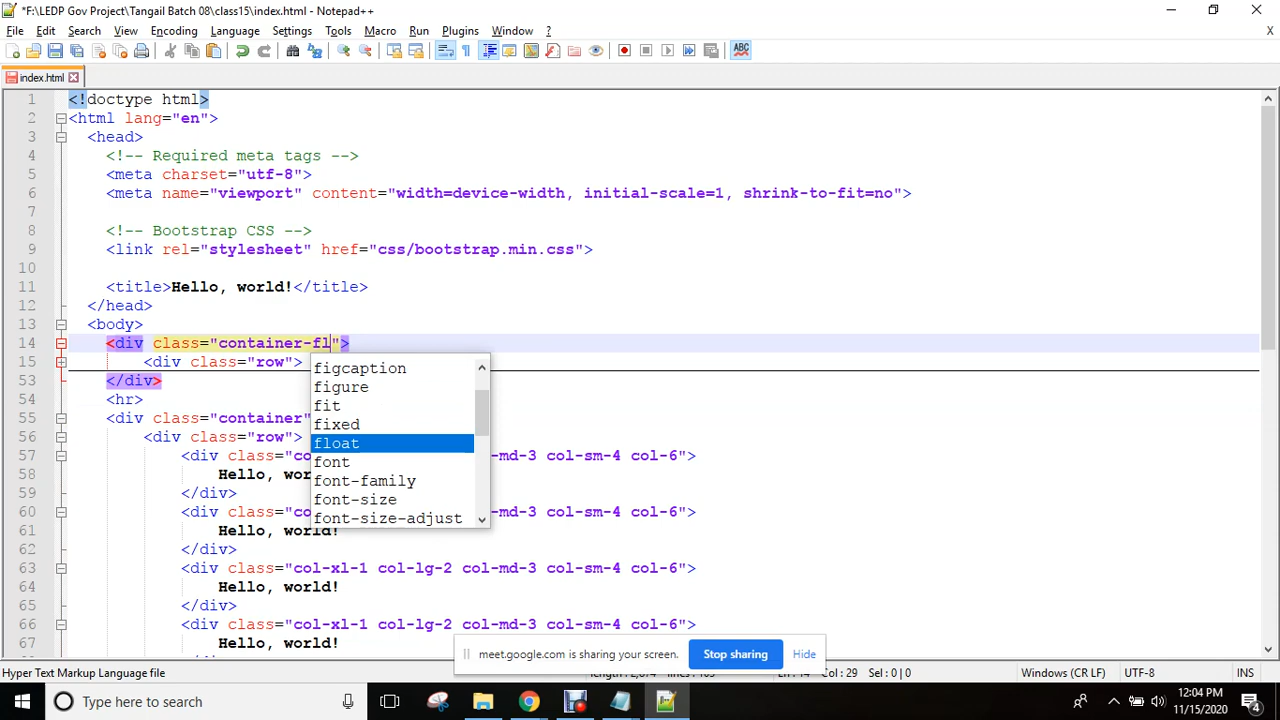 *F:\LEDP Gov Project\Tangail Batch 08\class15\index.html - Notepad++
File Edit Search View Encoding Language Settings Tools Macro Run Plugins Window ? X
ABC
index.html
1 <!doctype html>
2 <html lang="en">
3 <head>
4 <!-- Required meta tags -->
5 <meta charset="utf-8">
6 <meta name="viewport" content="width=device-width, initial-scale=1, shrink-to-fit=no">
7
8 <!-- Bootstrap CSS -->
9 <link rel="stylesheet" href="css/bootstrap.min.css">
10
11 <title>Hello, world!</title>
12 </head>
13 <body>
14 <div class="container-fl">
15 <div class="row">
53 </div>
54 <hr>
55 <div class="container"
56 <div class="row">
57 <div class="co l-md-3 col-sm-4 col-6">
58 Hello, wor
59 </div>
60 <div class="co l-md-3 col-sm-4 col-6">
61 Hello, world!
62 </div>
63 <div class="col-xl-1 col-lg-2 col-md-3 col-sm-4 col-6">
64 Hello, world!
65 </div>
66 <div class="col-xl-1 col-lg-2 col-md-3 col-sm-4 col-6">
67 Hello, world!
figcaption
figure
fit
fixed
float
font
font-family
font-size
font-size-adjust
meet.google.com is sharing your screen. Stop sharing Hide
Hyper Text Markup Language file Ln : 14 Col : 29 Sel : 0 | 0 Windows (CR LF) UTF-8 INS
Type here to search
12:04 PM
11/15/2020
4